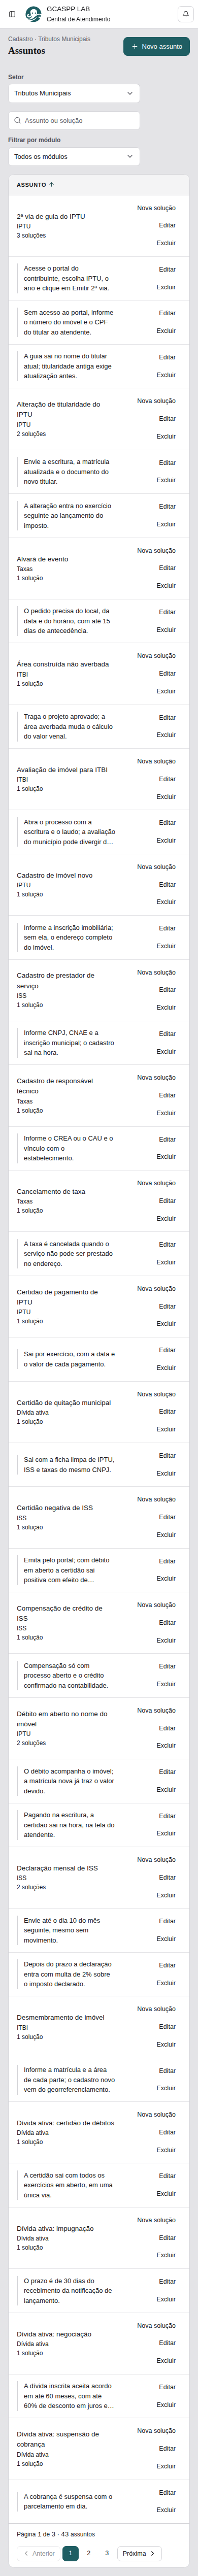 GCASPP LAB
Central de Atendimento
Cadastro · Tributos Municipais
Assuntos
Novo assunto
Setor
Tributos Municipais
Assunto ou solução
Filtrar por módulo
Todos os módulos
ASSUNTO
Nova solução
2ª via de guia do IPTU
IPTU
3 soluções
Editar
Excluir
Acesse o portal do
contribuinte, escolha IPTU, o
ano e clique em Emitir 2ª via.
Editar
Excluir
Sem acesso ao portal, informe
o número do imóvel e o CPF
do titular ao atendente.
Editar
Excluir
A guia sai no nome do titular
atual; titularidade antiga exige
atualização antes.
Editar
Excluir
Nova solução
Alteração de titularidade do
IPTU
IPTU
2 soluções
Editar
Excluir
Envie a escritura, a matrícula
atualizada e o documento do
novo titular.
Editar
Excluir
A alteração entra no exercício
seguinte ao lançamento do
imposto.
Editar
Excluir
Nova solução
Alvará de evento
Taxas
1 solução
Editar
Excluir
O pedido precisa do local, da
data e do horário, com até 15
dias de antecedência.
Editar
Excluir
Nova solução
Área construída não averbada
ITBI
1 solução
Editar
Excluir
Traga o projeto aprovado; a
área averbada muda o cálculo
do valor venal.
Editar
Excluir
Nova solução
Avaliação de imóvel para ITBI
ITBI
1 solução
Editar
Excluir
Abra o processo com a
escritura e o laudo; a avaliação
do município pode divergir d…
Editar
Excluir
Nova solução
Cadastro de imóvel novo
IPTU
1 solução
Editar
Excluir
Informe a inscrição imobiliária;
sem ela, o endereço completo
do imóvel.
Editar
Excluir
Nova solução
Cadastro de prestador de
serviço
ISS
1 solução
Editar
Excluir
Informe CNPJ, CNAE e a
inscrição municipal; o cadastro
sai na hora.
Editar
Excluir
Nova solução
Cadastro de responsável
técnico
Taxas
1 solução
Editar
Excluir
Informe o CREA ou o CAU e o
vínculo com o
estabelecimento.
Editar
Excluir
Nova solução
Cancelamento de taxa
Taxas
1 solução
Editar
Excluir
A taxa é cancelada quando o
serviço não pode ser prestado
no endereço.
Editar
Excluir
Nova solução
Certidão de pagamento de
IPTU
IPTU
1 solução
Editar
Excluir
Sai por exercício, com a data e
o valor de cada pagamento.
Editar
Excluir
Nova solução
Certidão de quitação municipal
Dívida ativa
1 solução
Editar
Excluir
Sai com a ficha limpa de IPTU,
ISS e taxas do mesmo CNPJ.
Editar
Excluir
Nova solução
Certidão negativa de ISS
ISS
1 solução
Editar
Excluir
Emita pelo portal; com débito
em aberto a certidão sai
positiva com efeito de…
Editar
Excluir
Nova solução
Compensação de crédito de
ISS
ISS
1 solução
Editar
Excluir
Compensação só com
processo aberto e o crédito
confirmado na contabilidade.
Editar
Excluir
Nova solução
Débito em aberto no nome do
imóvel
IPTU
2 soluções
Editar
Excluir
O débito acompanha o imóvel;
a matrícula nova já traz o valor
devido.
Editar
Excluir
Pagando na escritura, a
certidão sai na hora, na tela do
atendente.
Editar
Excluir
Nova solução
Declaração mensal de ISS
ISS
2 soluções
Editar
Excluir
Envie até o dia 10 do mês
seguinte, mesmo sem
movimento.
Editar
Excluir
Depois do prazo a declaração
entra com multa de 2% sobre
o imposto declarado.
Editar
Excluir
Nova solução
Desmembramento de imóvel
ITBI
1 solução
Editar
Excluir
Informe a matrícula e a área
de cada parte; o cadastro novo
vem do georreferenciamento.
Editar
Excluir
Nova solução
Dívida ativa: certidão de débitos
Dívida ativa
1 solução
Editar
Excluir
A certidão sai com todos os
exercícios em aberto, em uma
única via.
Editar
Excluir
Nova solução
Dívida ativa: impugnação
Dívida ativa
1 solução
Editar
Excluir
O prazo é de 30 dias do
recebimento da notificação de
lançamento.
Editar
Excluir
Nova solução
Dívida ativa: negociação
Dívida ativa
1 solução
Editar
Excluir
A dívida inscrita aceita acordo
em até 60 meses, com até
60% de desconto em juros e…
Editar
Excluir
Nova solução
Dívida ativa: suspensão de
cobrança
Dívida ativa
1 solução
Editar
Excluir
A cobrança é suspensa com o
parcelamento em dia.
Editar
Excluir
Página 1 de 3 · 43 assuntos
Anterior
1
2
3
Próxima